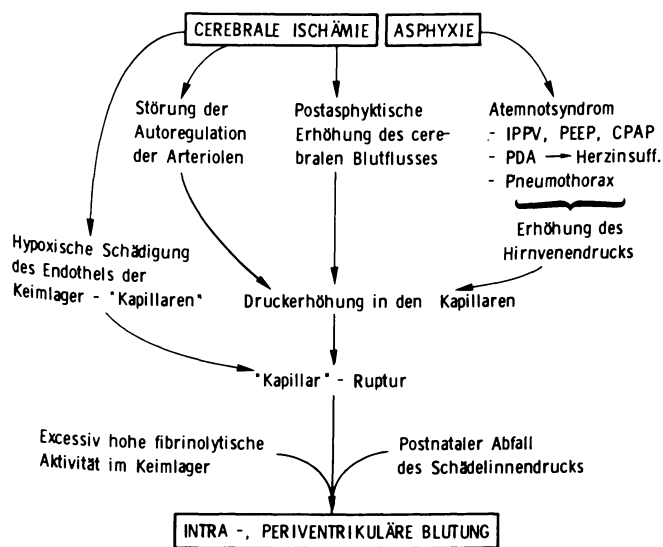 CEREBRALE ISCHÄMIE
ASPHYXIE
Störung der
Autoregulation
der Arteriolen
Postasphyktische
Erhöhung des cere-
bralen Blutflusses
Atemnotsyndrom
- IPPV, PEEP, CPAP
- PDA → Herzinsuff.
- Pneumothorax
Erhöhung des
Hirnvenendrucks
Hypoxische Schädigung
des Endothels der
Keimlager - "Kapillaren"
Druckerhöhung in den Kapillaren
"Kapillar" - Ruptur
Excessiv hohe fibrinolytische
Aktivität im Keimlager
Postnataler Abfall
des Schädelinnendrucks
INTRA -, PERIVENTRIKULÄRE BLUTUNG